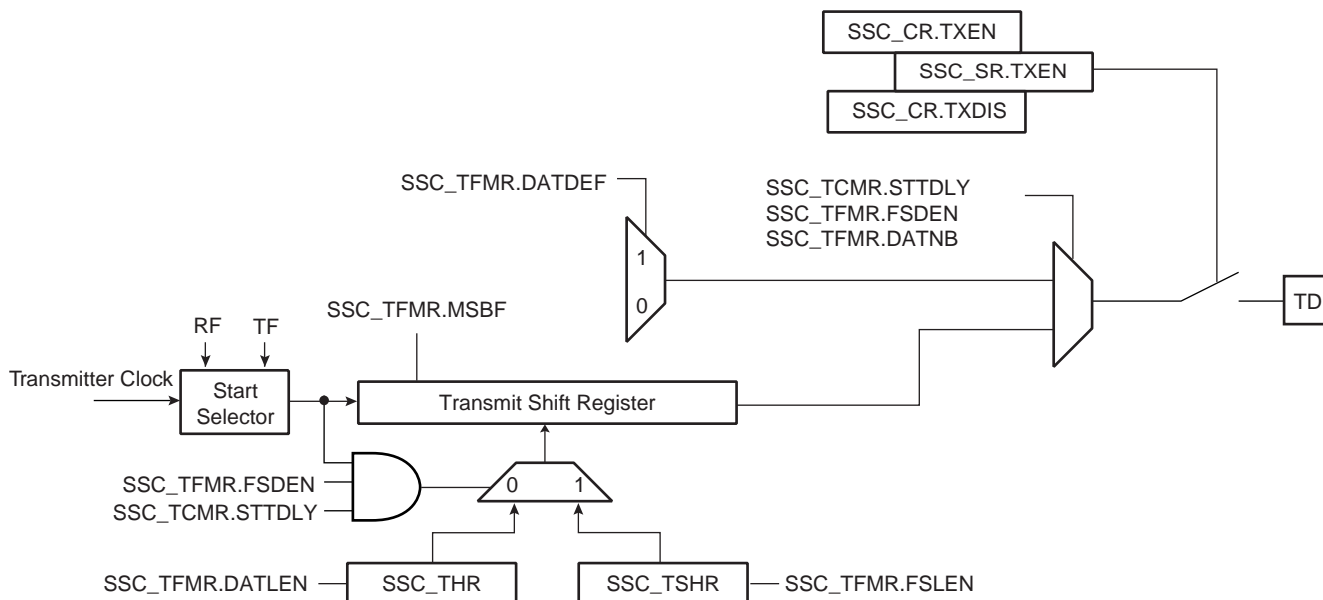 SSC_CR.TXEN
SSC_SR.TXEN
SSC_CR.TXDIS
SSC_TFMR.DATDEF
SSC_TCMR.STTDLY
SSC_TFMR.FSDEN
SSC_TFMR.DATNB
1
0
TD
SSC_TFMR.MSBF
RF
TF
Transmitter Clock
Start
Selector
Transmit Shift Register
SSC_TFMR.FSDEN
SSC_TCMR.STTDLY
0
1
SSC_TFMR.DATLEN
SSC_THR
SSC_TSHR
SSC_TFMR.FSLEN